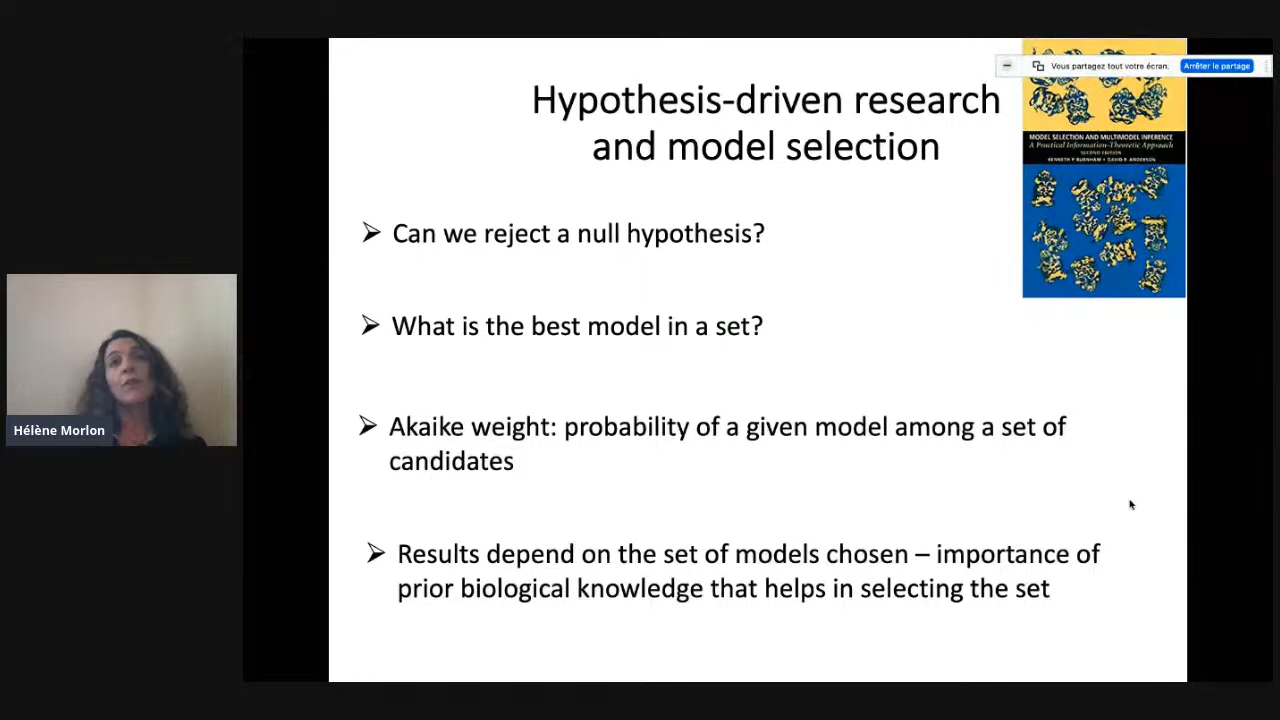 Hypothesis-driven research
and model selection
Vous partagez tout votre écran.
Arrêter le partage
MODEL SELECTION AND MULTIMODEL INFERENCE
A Practical Information-Theoretic Approach
SECOND EDITION
KENNETH P. BURNHAM • DAVID R. ANDERSON
➢ Can we reject a null hypothesis?
➢ What is the best model in a set?
➢ Akaike weight: probability of a given model among a set of
candidates
➢ Results depend on the set of models chosen – importance of
prior biological knowledge that helps in selecting the set
Hélène Morlon